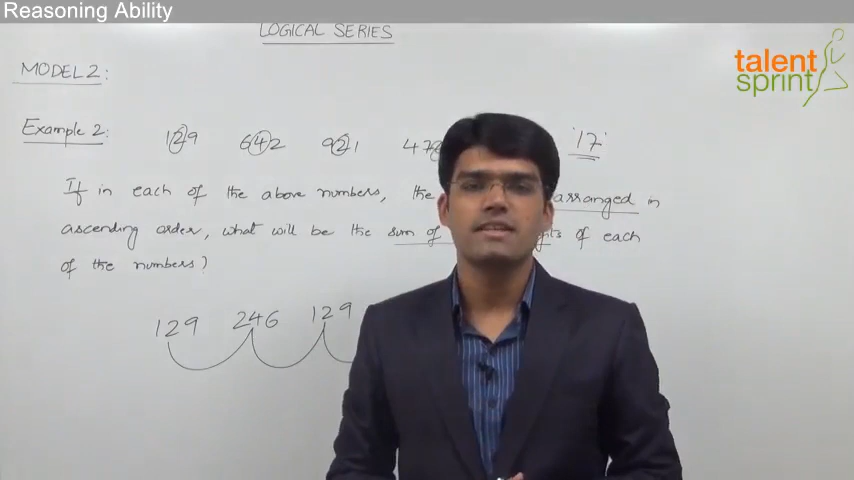 Reasoning Ability
LOGICAL SERIES
talent
sprint
MODEL 2:
Example 2: 129 642 921 47 '17'
If in each of the above numbers, the arranged in
ascending order, what will be the sum of of each
of the numbers?
129 246 129